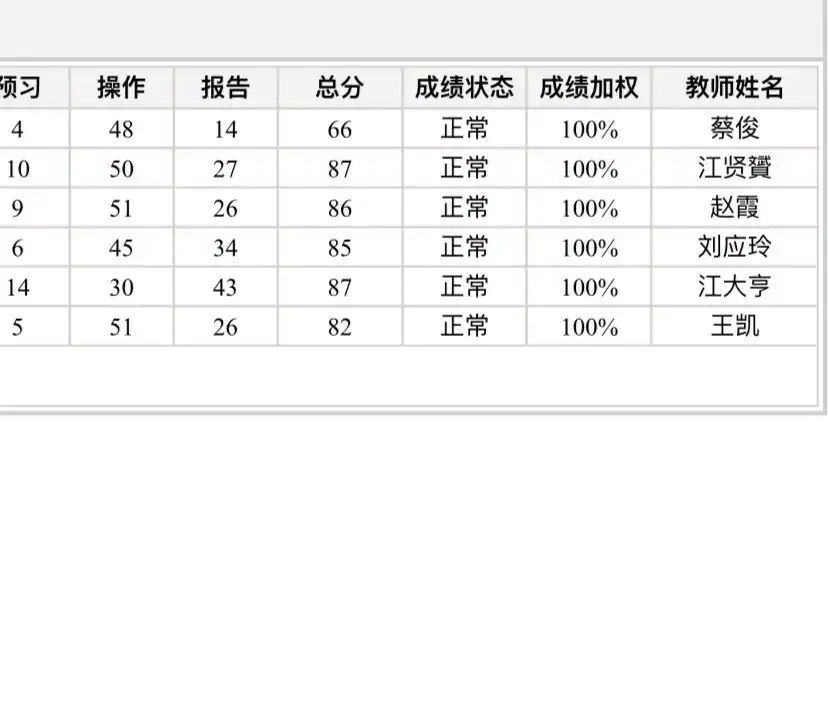 预习 操作 报告 总分 成绩状态 成绩加权 教师姓名
4 48 14 66 正常 100% 蔡俊
10 50 27 87 正常 100% 江贤贇
9 51 26 86 正常 100% 赵霞
6 45 34 85 正常 100% 刘应玲
14 30 43 87 正常 100% 江大亨
5 51 26 82 正常 100% 王凯